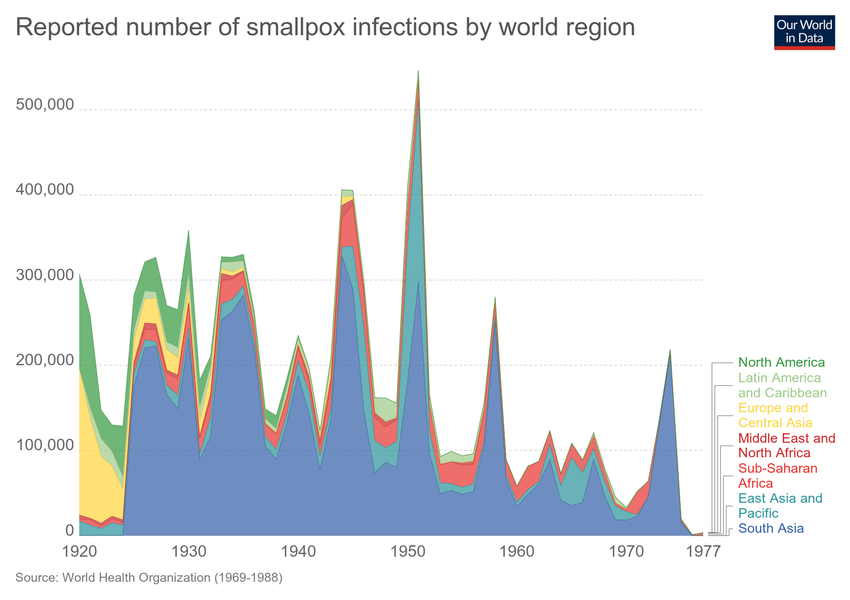 Reported number of smallpox infections by world region
Our World
in Data
500,000
400,000
300,000
200,000
100,000
0
1920
1930
1940
1950
1960
1970
1977
North America
Latin America
and Caribbean
Europe and
Central Asia
Middle East and
North Africa
Sub-Saharan
Africa
East Asia and
Pacific
South Asia
Source: World Health Organization (1969-1988)